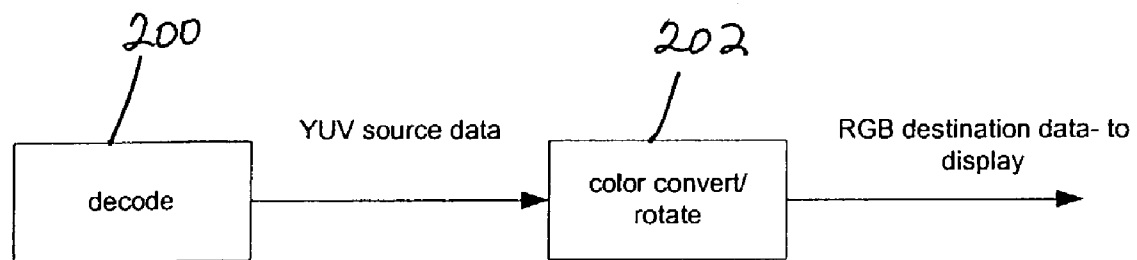 200
202
YUV source data
RGB destination data- to
display
decode
color convert/
rotate